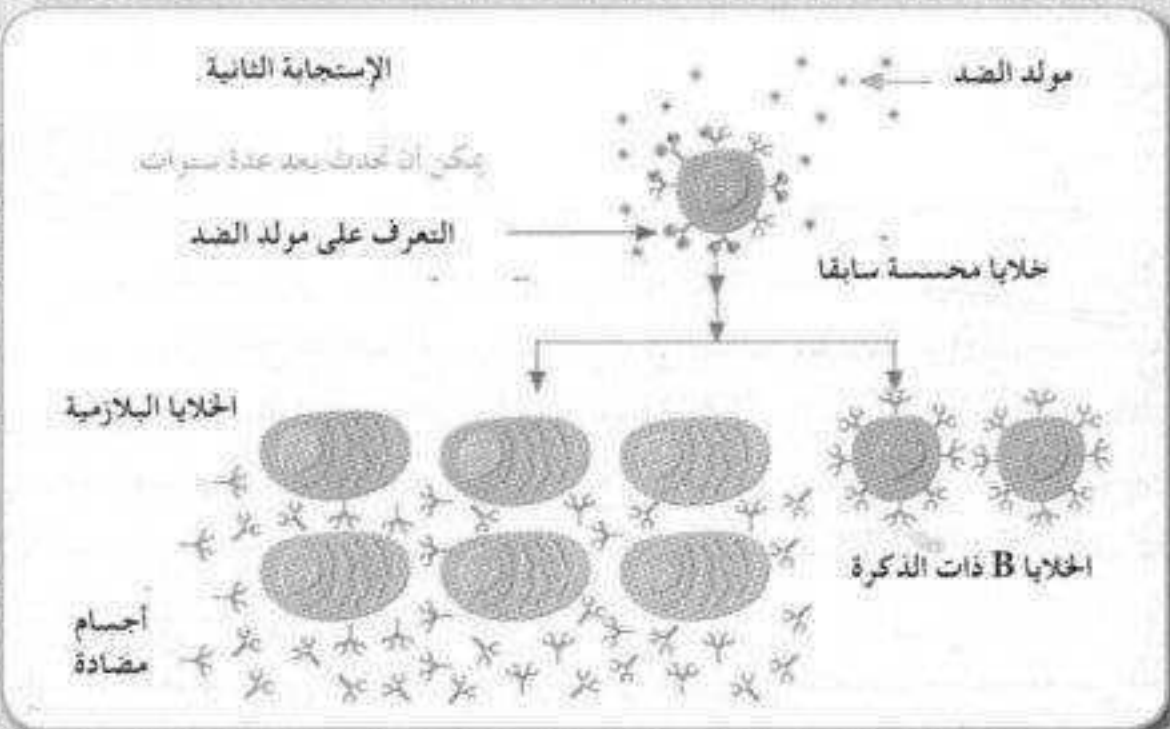 الإستجابة الثانية
مولد الضد
يمكن أن تحدث بعد عدة سنوات
التعرف على مولد الضد
خلايا محسسة سابقا
الخلايا البلازمية
الخلايا B ذات الذكرة
أجسام
مضادة